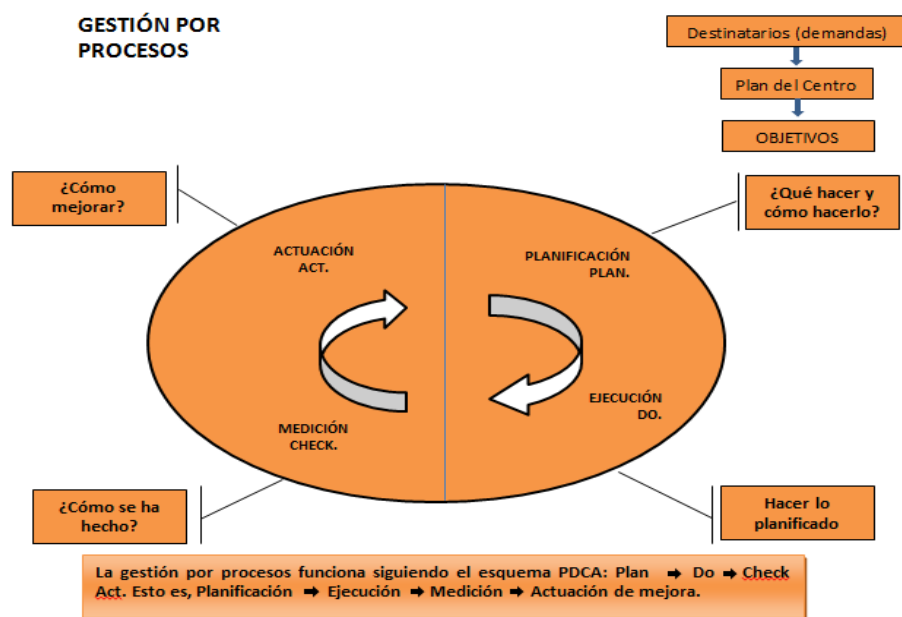 GESTIÓN POR
PROCESOS
Destinatarios (demandas)
Plan del Centro
OBJETIVOS
¿Cómo
mejorar?
¿Qué hacer y
cómo hacerlo?
ACTUACIÓN
ACT.
PLANIFICACIÓN
PLAN.
EJECUCIÓN
DO.
MEDICIÓN
CHECK.
¿Cómo se ha
hecho?
Hacer lo
planificado
La gestión por procesos funciona siguiendo el esquema PDCA: Plan → Do → Check
Act. Esto es, Planificación → Ejecución → Medición → Actuación de mejora.